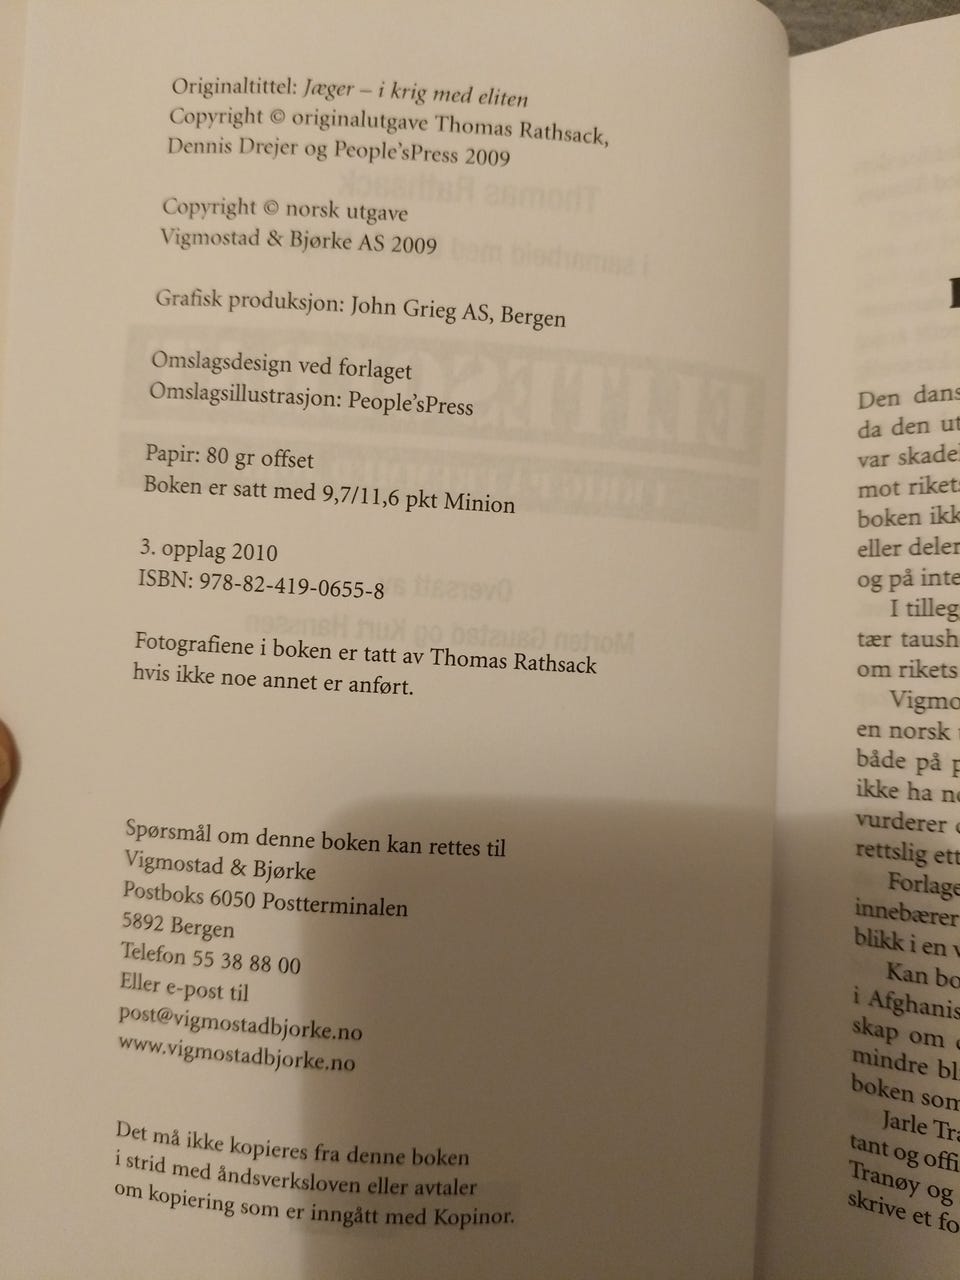 Originaltittel: Jæger – i krig med eliten
Copyright © originalutgave Thomas Rathsack,
Dennis Drejer og People'sPress 2009
Copyright © norsk utgave
Vigmostad & Bjørke AS 2009
Grafisk produksjon: John Grieg AS, Bergen
Omslagsdesign ved forlaget
Omslagsillustrasjon: People'sPress
Papir: 80 gr offset
Boken er satt med 9,7/11,6 pkt Minion
3. opplag 2010
ISBN: 978-82-419-0655-8
Fotografiene i boken er tatt av Thomas Rathsack
hvis ikke noe annet er anført.
Spørsmål om denne boken kan rettes til
Vigmostad & Bjørke
Postboks 6050 Postterminalen
5892 Bergen
Telefon 55 38 88 00
Eller e-post til
post@vigmostadbjorke.no
www.vigmostadbjorke.no
Det må ikke kopieres fra denne boken
i strid med åndsverksloven eller avtaler
om kopiering som er inngått med Kopinor.
Den dans
da den ut
var skade
mot riket
boken ikk
eller deler
og på inte
I tilleg
tær taush
om rikets
Vigmo
en norsk
både på p
ikke ha n
vurderer
rettslig ett
Forlage
innebærer
blikk i en v
Kan bo
i Afghanis
skap om
mindre bl
boken som
Jarle Tra
tant og offi
Tranøy og
skrive et fo